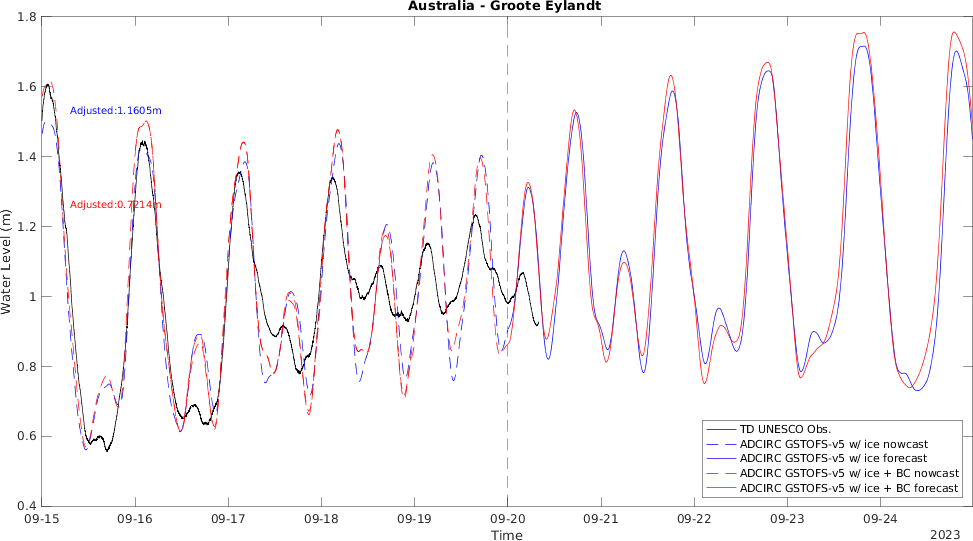 Australia - Groote Eylandt
Water Level (m)
1.8
1.6
1.4
1.2
1
0.8
0.6
0.4
Adjusted:1.1605m
Adjusted:0.7214m
TD UNESCO Obs.
ADCIRC GSTOFS-v5 w/ ice nowcast
ADCIRC GSTOFS-v5 w/ ice forecast
ADCIRC GSTOFS-v5 w/ ice + BC nowcast
ADCIRC GSTOFS-v5 w/ ice + BC forecast
09-15 09-16 09-17 09-18 09-19 09-20 09-21 09-22 09-23 09-24
Time
2023